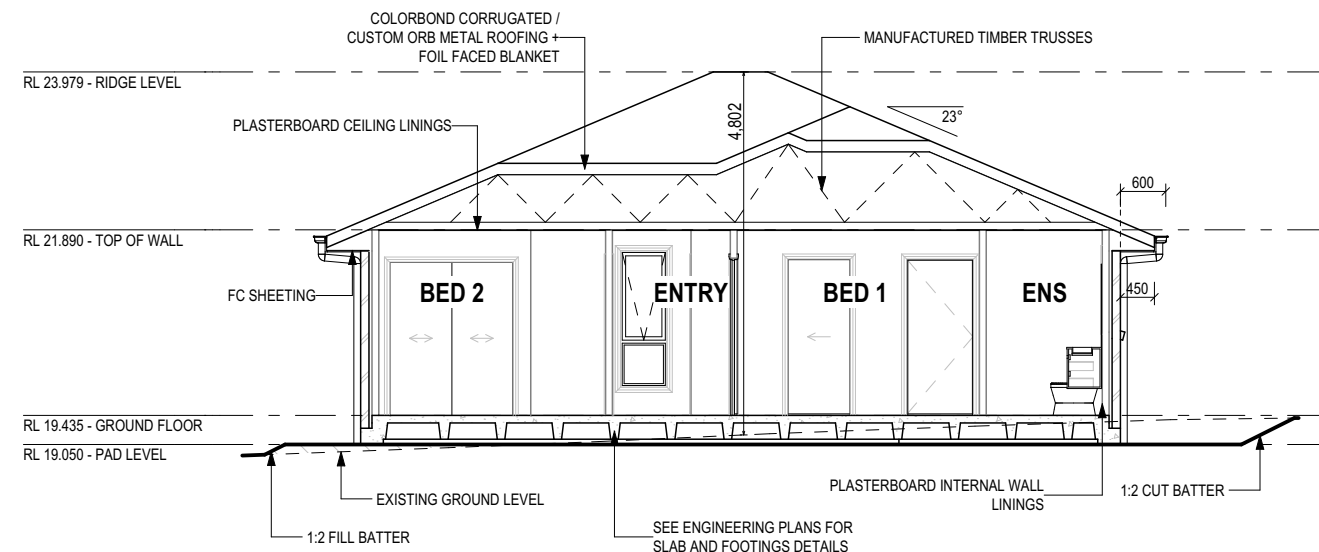 COLORBOND CORRUGATED /
CUSTOM ORB METAL ROOFING +
FOIL FACED BLANKET
MANUFACTURED TIMBER TRUSSES
RL 23.979 - RIDGE LEVEL
4,802
23°
PLASTERBOARD CEILING LININGS
600
RL 21.890 - TOP OF WALL
FC SHEETING
BED 2
ENTRY
BED 1
ENS
450
RL 19.435 - GROUND FLOOR
RL 19.050 - PAD LEVEL
EXISTING GROUND LEVEL
PLASTERBOARD INTERNAL WALL
LININGS
1:2 CUT BATTER
1:2 FILL BATTER
SEE ENGINEERING PLANS FOR
SLAB AND FOOTINGS DETAILS